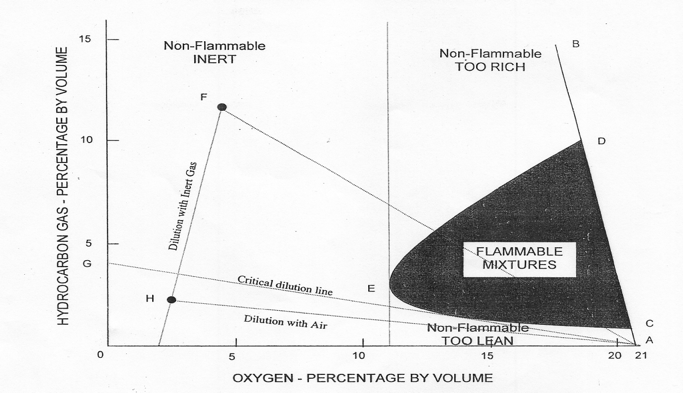 HYDROCARBON GAS - PERCENTAGE BY VOLUME
15
Non-Flammable
INERT
Non-Flammable
TOO RICH
B
F
10
D
Dilution with Inert Gas
5
G
FLAMMABLE
MIXTURES
Critical dilution line
E
H
Dilution with Air
Non-Flammable
TOO LEAN
C
A
0
5
10
15
20
21
OXYGEN - PERCENTAGE BY VOLUME